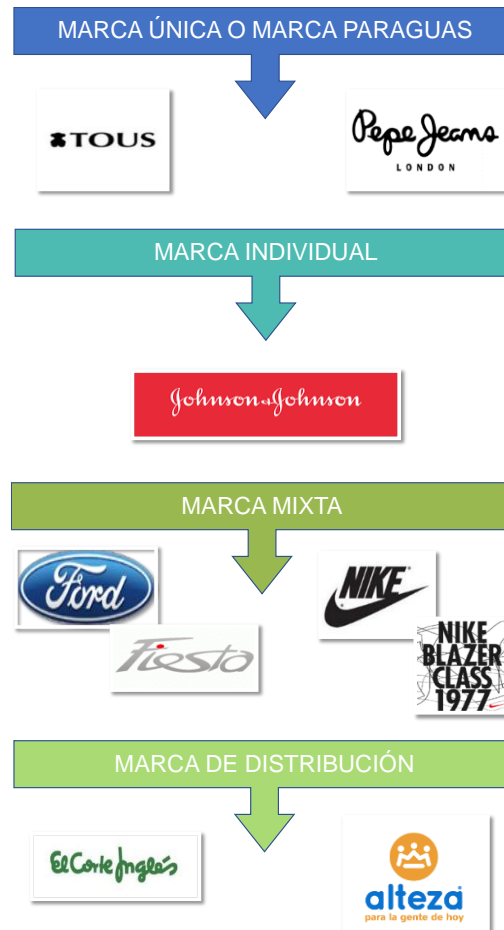 MARCA ÚNICA O MARCA PARAGUAS
TOUS
Pepe Jeans
LONDON
MARCA INDIVIDUAL
Johnson&Johnson
MARCA MIXTA
Ford
Fiesta
NIKE
NIKE
BLAZER
CLASS
1977
MARCA DE DISTRIBUCIÓN
El Corte Inglés
alteza
para la gente de hoy